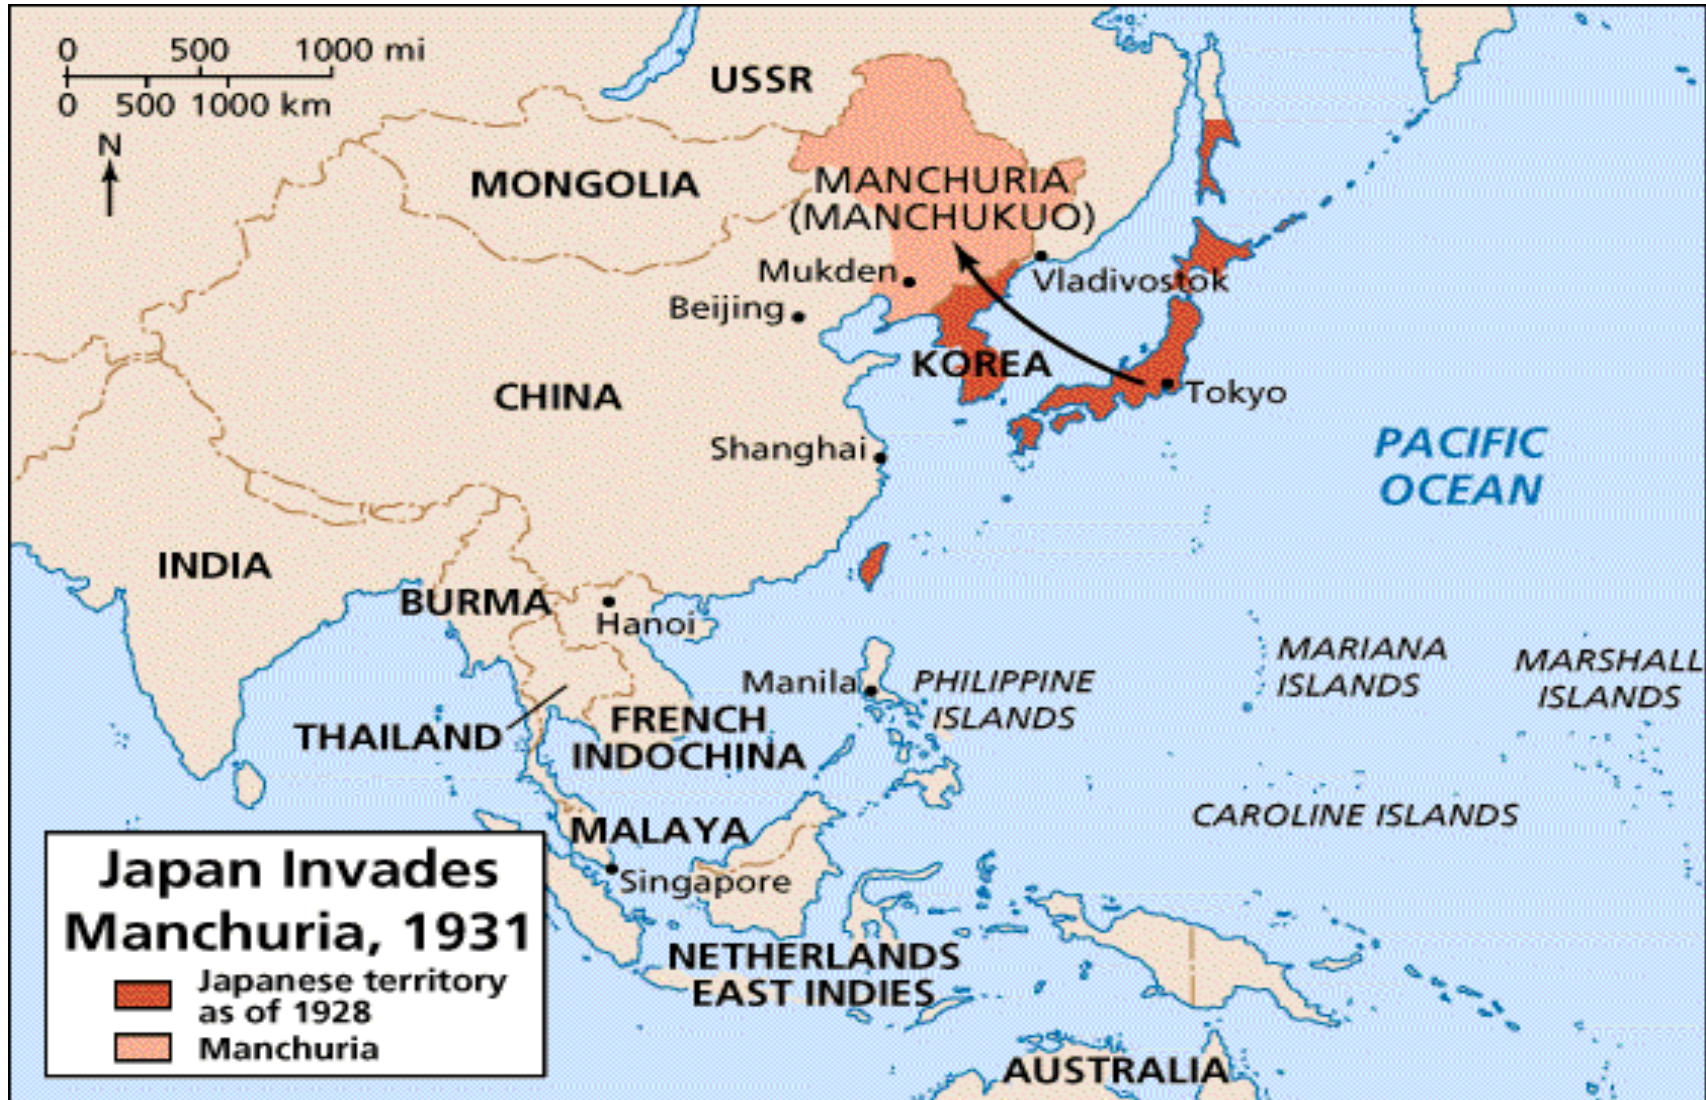 0 500 1000 mi
0 500 1000 km
N
USSR
MONGOLIA
MANCHURIA
(MANCHUKUO)
Mukden
Vladivostok
Beijing
KOREA
CHINA
Tokyo
Shanghai
PACIFIC
OCEAN
INDIA
BURMA
Hanoi
MARIANA
ISLANDS
MARSHALL
ISLANDS
Manila
PHILIPPINE
ISLANDS
THAILAND
FRENCH
INDOCHINA
CAROLINE ISLANDS
MALAYA
Singapore
NETHERLANDS
EAST INDIES
AUSTRALIA
Japan Invades
Manchuria, 1931
Japanese territory
as of 1928
Manchuria